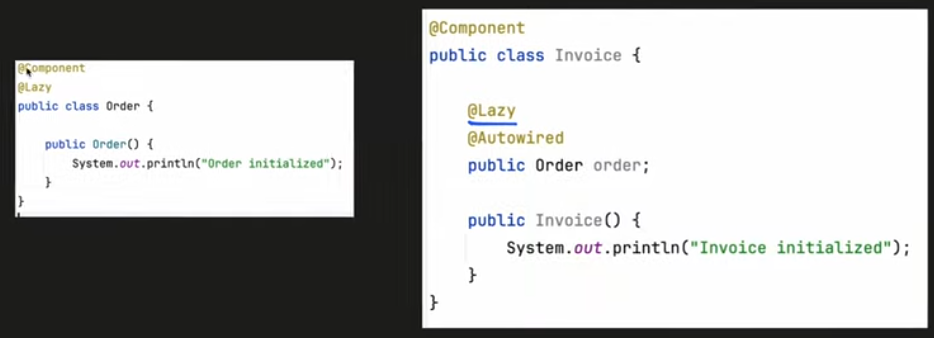 @Component
@Lazy
public class Order {
public Order() {
System.out.println("Order initialized");
}
}
@Component
public class Invoice {
@Lazy
@Autowired
public Order order;
public Invoice() {
System.out.println("Invoice initialized");
}
}